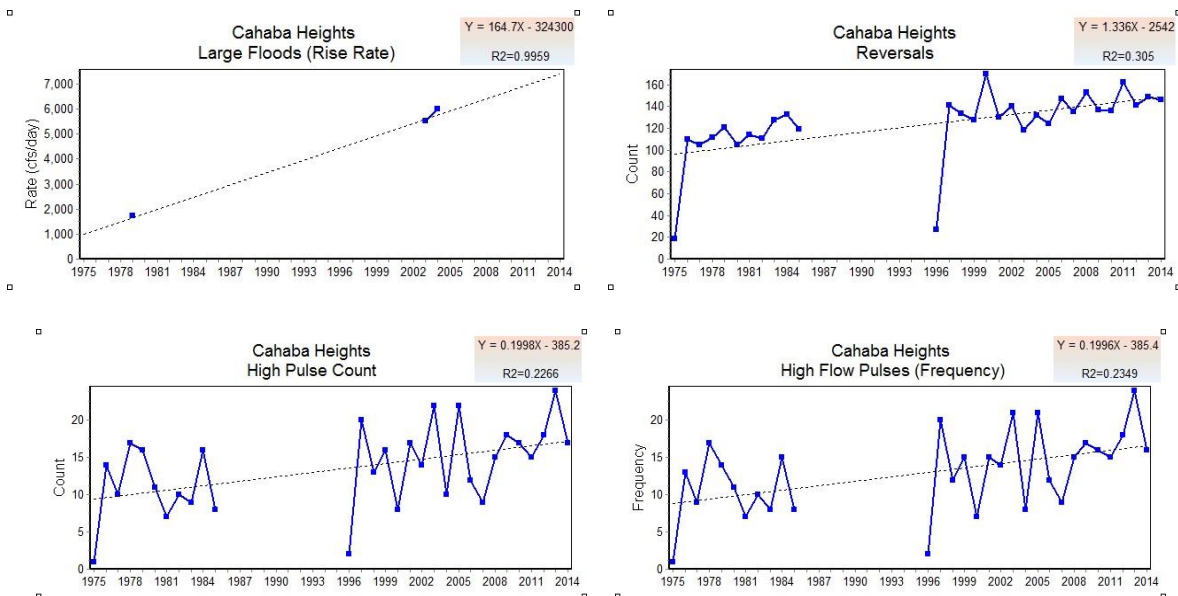 Cahaba Heights
Large Floods (Rise Rate)
Y = 164.7X - 324300
R2=0.9959
Rate (cfs/day)
7,000
6,000
5,000
4,000
3,000
2,000
1,000
0
1975 1978 1981 1984 1987 1990 1993 1996 1999 2002 2005 2008 2011 2014
Cahaba Heights
Reversals
Y = 1.336X - 2542
R2=0.305
Count
160
140
120
100
80
60
40
20
0
1975 1978 1981 1984 1987 1990 1993 1996 1999 2002 2005 2008 2011 2014
Cahaba Heights
High Pulse Count
Y = 0.1998X - 385.2
R2=0.2266
Count
20
15
10
5
0
1975 1978 1981 1984 1987 1990 1993 1996 1999 2002 2005 2008 2011 2014
Cahaba Heights
High Flow Pulses (Frequency)
Y = 0.1996X - 385.4
R2=0.2349
Frequency
20
15
10
5
0
1975 1978 1981 1984 1987 1990 1993 1996 1999 2002 2005 2008 2011 2014